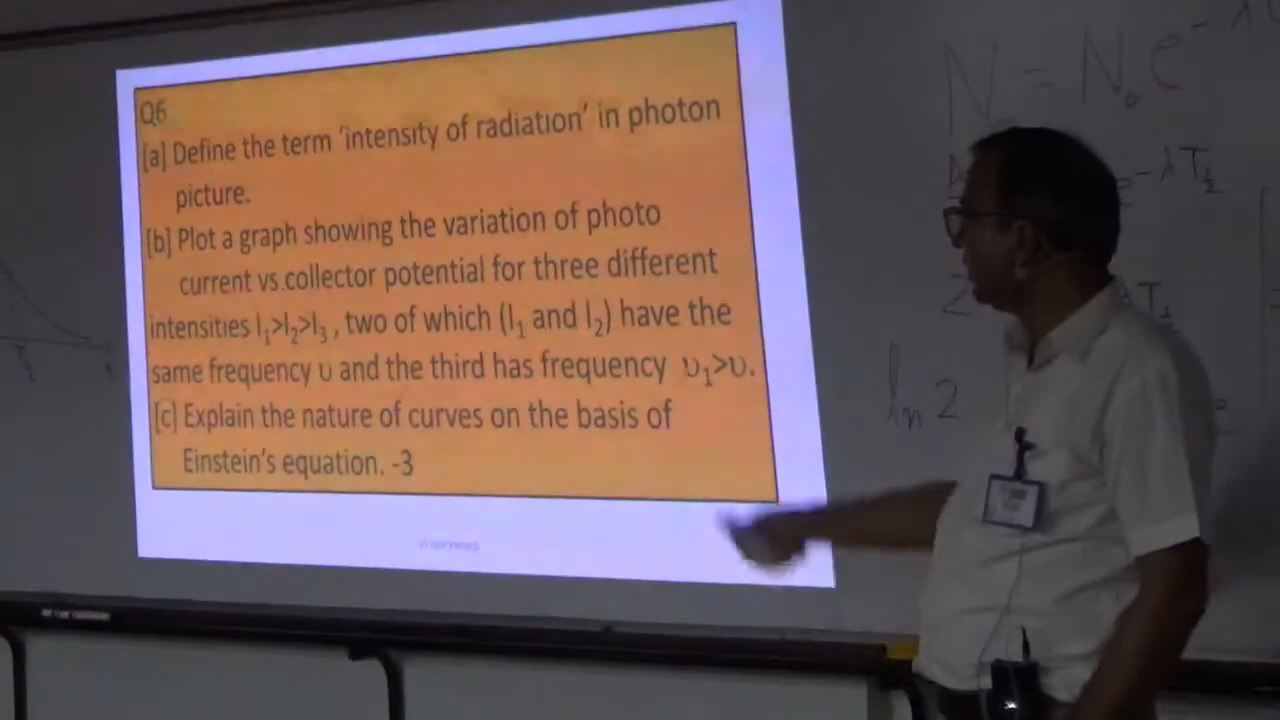 Q6
[a] Define the term 'intensity of radiation' in photon
picture.
[b] Plot a graph showing the variation of photo
current vs.collector potential for three different
intensities I₁>I₂>I₃ , two of which (I₁ and I₂) have the
same frequency υ and the third has frequency υ₁>υ.
[c] Explain the nature of curves on the basis of
Einstein's equation. -3
N = N₀e^-λ
= -λT½
2
ln 2